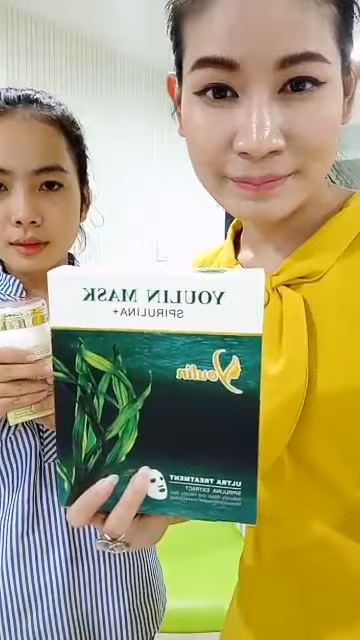 YOULIN MASK
SPIRULINA+
Youlin
ULTRA TREATMENT
SPIRULINA EXTRACT